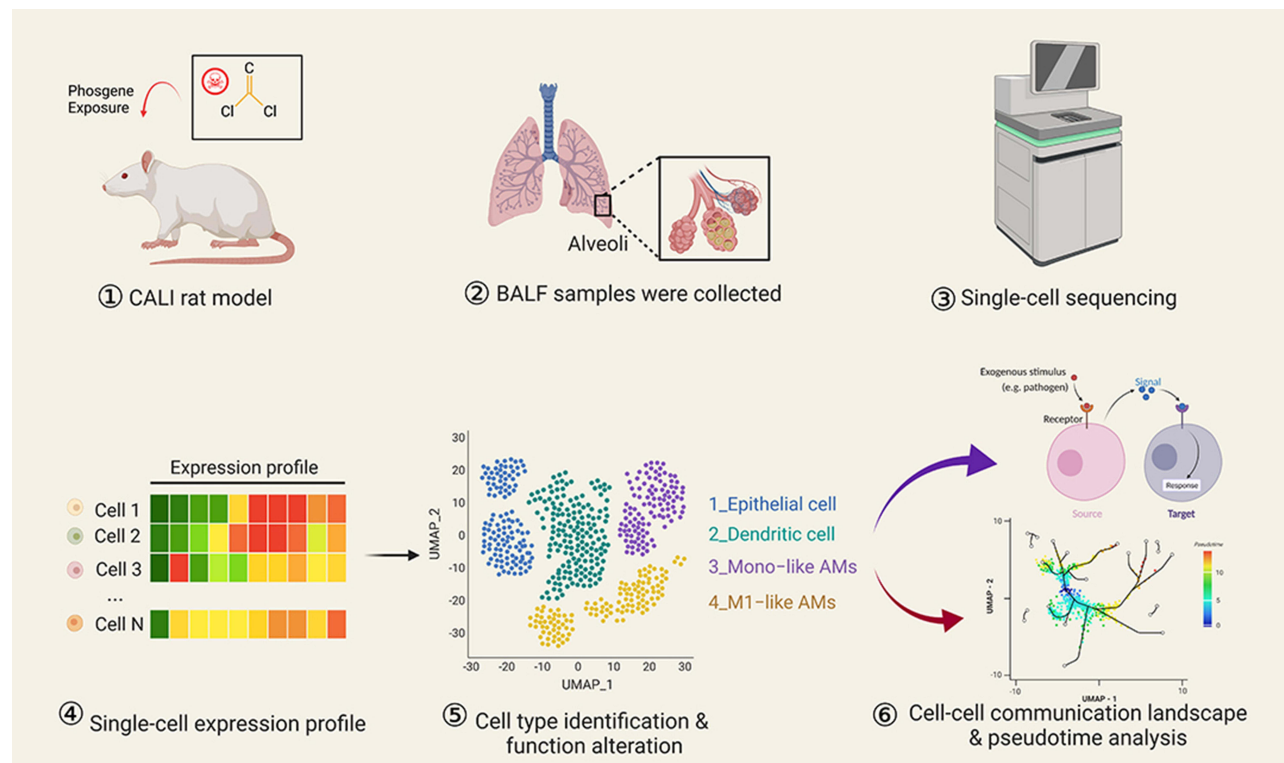 Phosgene
Exposure
C
Cl
Cl
① CALI rat model
Alveoli
② BALF samples were collected
③ Single-cell sequencing
Expression profile
Cell 1
Cell 2
Cell 3
...
Cell N
④ Single-cell expression profile
UMAP_2
30
20
10
0
-10
-20
-30
-30
-20
-10
0
10
20
30
UMAP_1
1_Epithelial cell
2_Dendritic cell
3_Mono-like AMs
4_M1-like AMs
⑤ Cell type identification &
function alteration
Exogenous stimulus
(e.g. pathogen)
Signal
Receptor
Response
Source
Target
UMAP - 2
10
-10
-10
10
UMAP - 1
Pseudotime
10
5
0
⑥ Cell-cell communication landscape
& pseudotime analysis